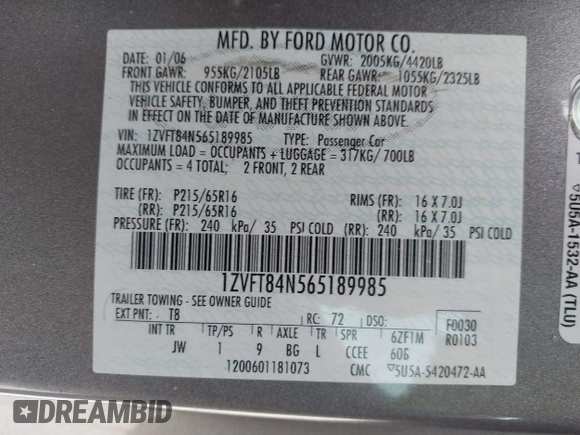 MFD. BY FORD MOTOR CO.
DATE: 01/06 GVWR: 2005KG/4420LB
FRONT GAWR: 955KG/2105LB REAR GAWR: 1055KG/2325LB
THIS VEHICLE CONFORMS TO ALL APPLICABLE FEDERAL MOTOR
VEHICLE SAFETY, BUMPER, AND THEFT PREVENTION STANDARDS
IN EFFECT ON THE DATE OF MANUFACTURE SHOWN ABOVE.
VIN: 1ZVFT84N565189985 TYPE: Passenger Car
MAXIMUM LOAD = OCCUPANTS + LUGGAGE = 317KG/700LB
OCCUPANTS = 4 TOTAL; 2 FRONT, 2 REAR
TIRE (FR): P215/65R16 RIMS (FR): 16 X 7.0J
(RR): P215/65R16 (RR): 16 X 7.0J
PRESSURE (FR): 240 kPa/ 35 PSI COLD (RR): 240 kPa/ 35 PSI COLD
1ZVFT84N565189985
TRAILER TOWING - SEE OWNER GUIDE
EXT PNT: T8 RC: 72 DSO: F0030
INT TR TP/PS R AXLE TR SPR 6ZF1M R0103
JW 1 9 BG L CCEE 606
1200601181073 CMC 5U5A-5420472-AA
5U5A-1532-AA (TLU)
DREAMBID